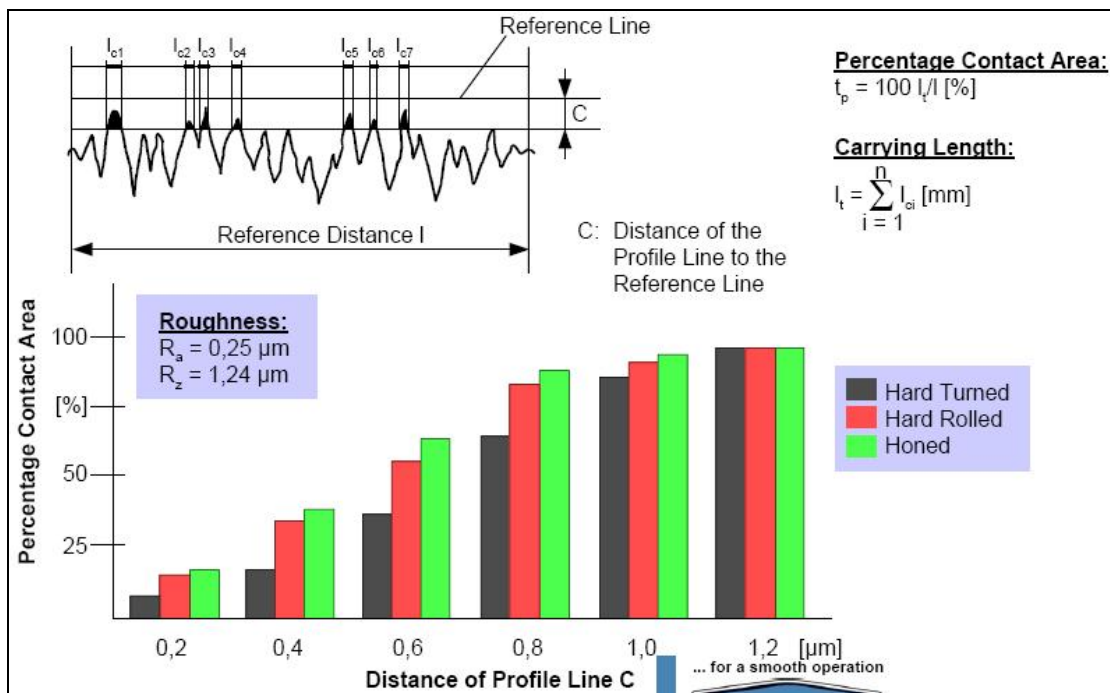 Reference Line
lc1 lc2 lc3 lc4 lc5 lc6 lc7
C
Reference Distance l
Percentage Contact Area:
tp = 100 lt/l [%]
Carrying Length:
n
lt = ∑ lci [mm]
i = 1
C: Distance of the
Profile Line to the
Reference Line
Percentage Contact Area
[%]
100
50
25
Roughness:
Ra = 0,25 µm
Rz = 1,24 µm
Hard Turned
Hard Rolled
Honed
0,2 0,4 0,6 0,8 1,0 1,2 [µm]
Distance of Profile Line C
... for a smooth operation